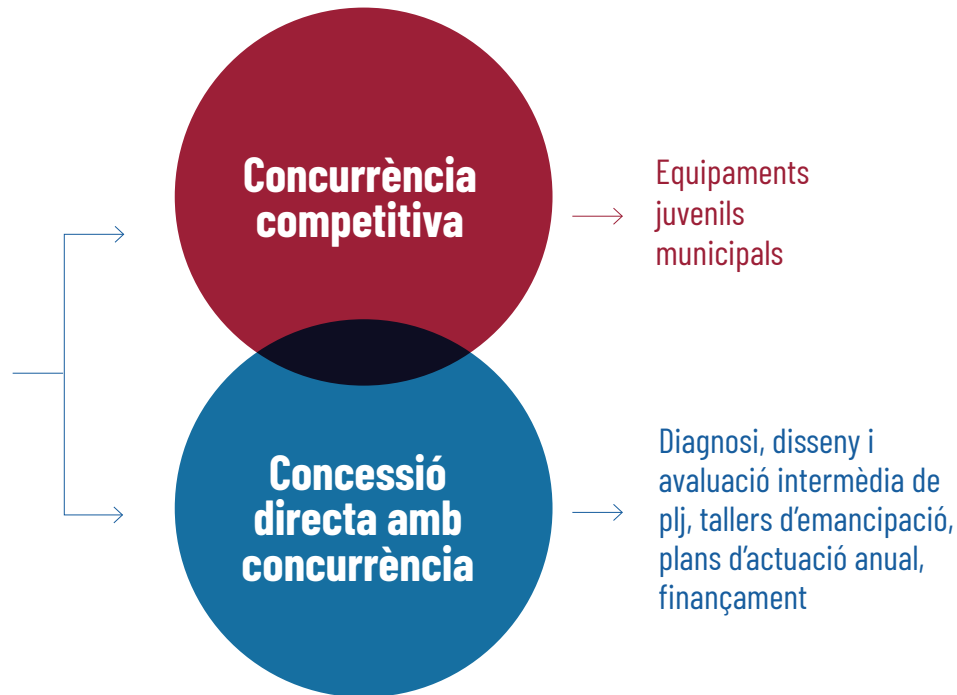 Concurrència
competitiva
Equipaments
juvenils
municipals
Concessió
directa amb
concurrència
Diagnosi, disseny i
avaluació intermèdia de
plj, tallers d'emancipació,
plans d'actuació anual,
finançament